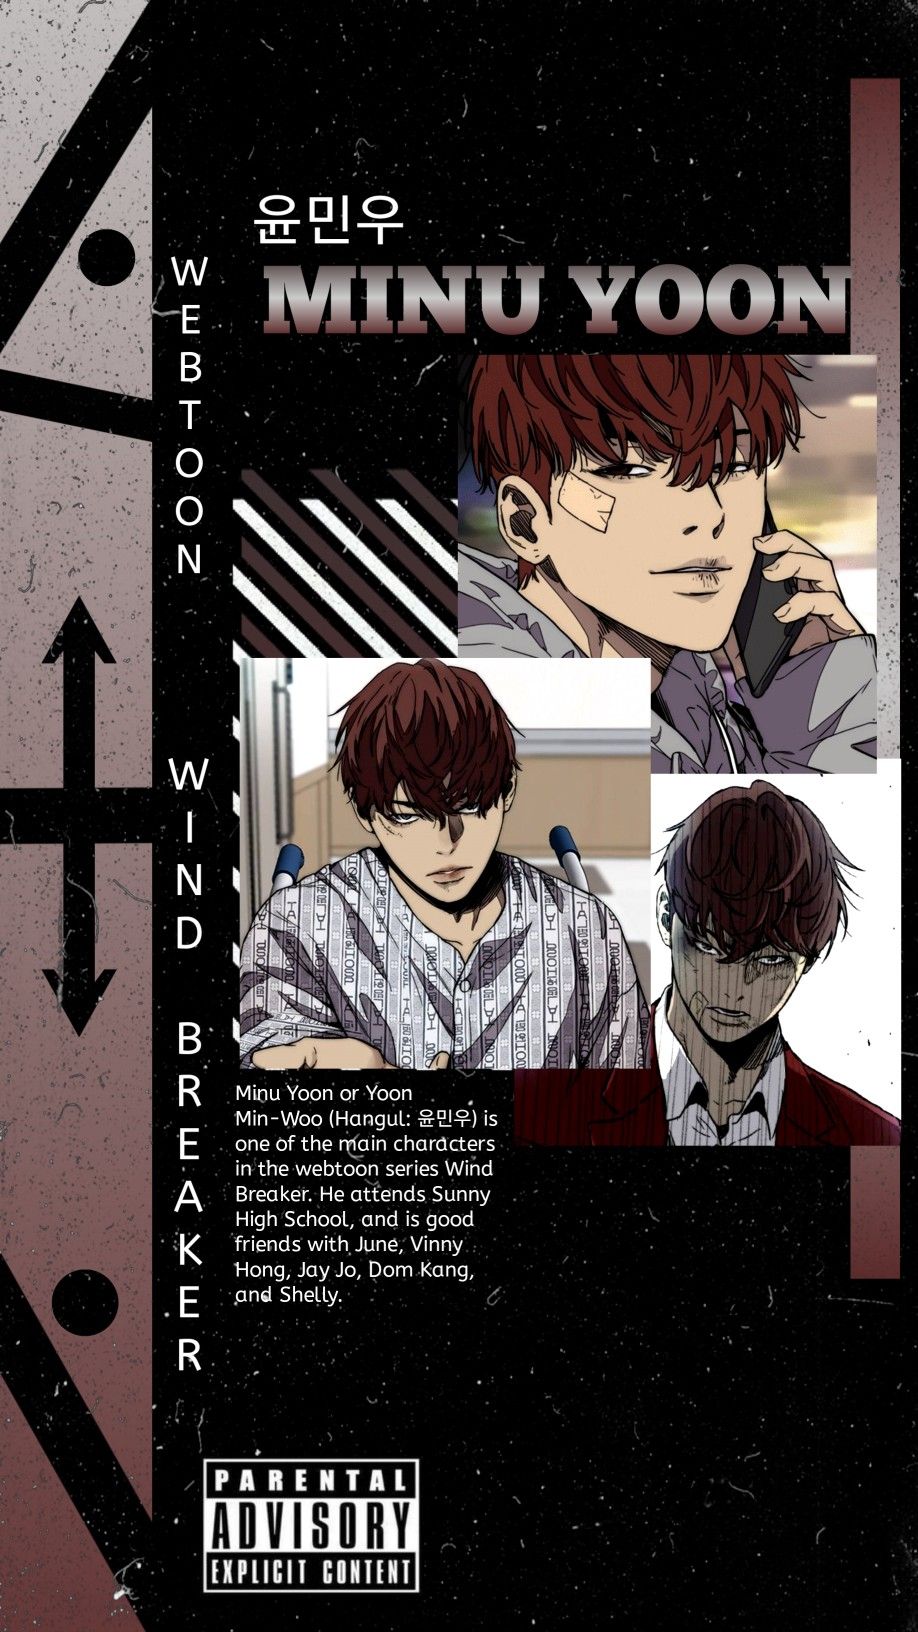 윤민우
MINU YOON
WEBTOON
WIND BREAKER
Minu Yoon or Yoon
Min-Woo (Hangul: 윤민우) is
one of the main characters
in the webtoon series Wind
Breaker. He attends Sunny
High School, and is good
friends with June, Vinny
Hong, Jay Jo, Dom Kang,
and Shelly.
PARENTAL
ADVISORY
EXPLICIT CONTENT